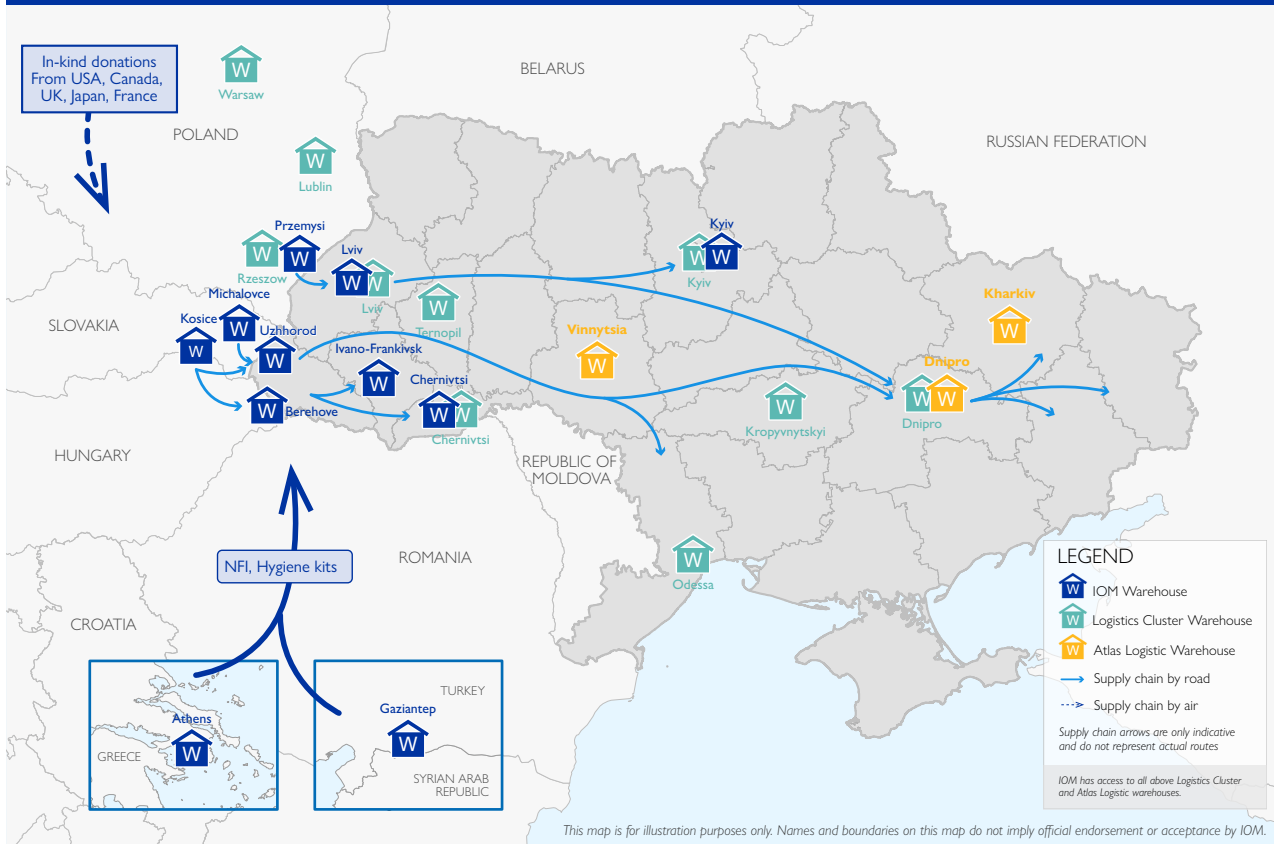 In-kind donations
From USA, Canada,
UK, Japan, France
W
Warsaw
BELARUS
POLAND
RUSSIAN FEDERATION
W
Lublin
Przemysi
W
W
Rzeszow
Lviv
W
W
Lviv
Kyiv
W
W
Kyiv
Michalovce
W
Kosice
W
Uzhhorod
W
SLOVAKIA
W
Ternopil
Ivano-Frankivsk
W
Vinnytsia
W
Kharkiv
W
Dnipro
W
W
Dnipro
Chernivtsi
W
W
Chernivtsi
W
Berehove
W
Kropyvnytskyi
HUNGARY
REPUBLIC OF
MOLDOVA
ROMANIA
NFI, Hygiene kits
W
Odessa
CROATIA
Athens
W
GREECE
TURKEY
Gaziantep
W
SYRIAN ARAB
REPUBLIC
LEGEND
W IOM Warehouse
W Logistics Cluster Warehouse
W Atlas Logistic Warehouse
Supply chain by road
Supply chain by air
Supply chain arrows are only indicative
and do not represent actual routes
IOM has access to all above Logistics Cluster
and Atlas Logistic warehouses.
This map is for illustration purposes only. Names and boundaries on this map do not imply official endorsement or acceptance by IOM.